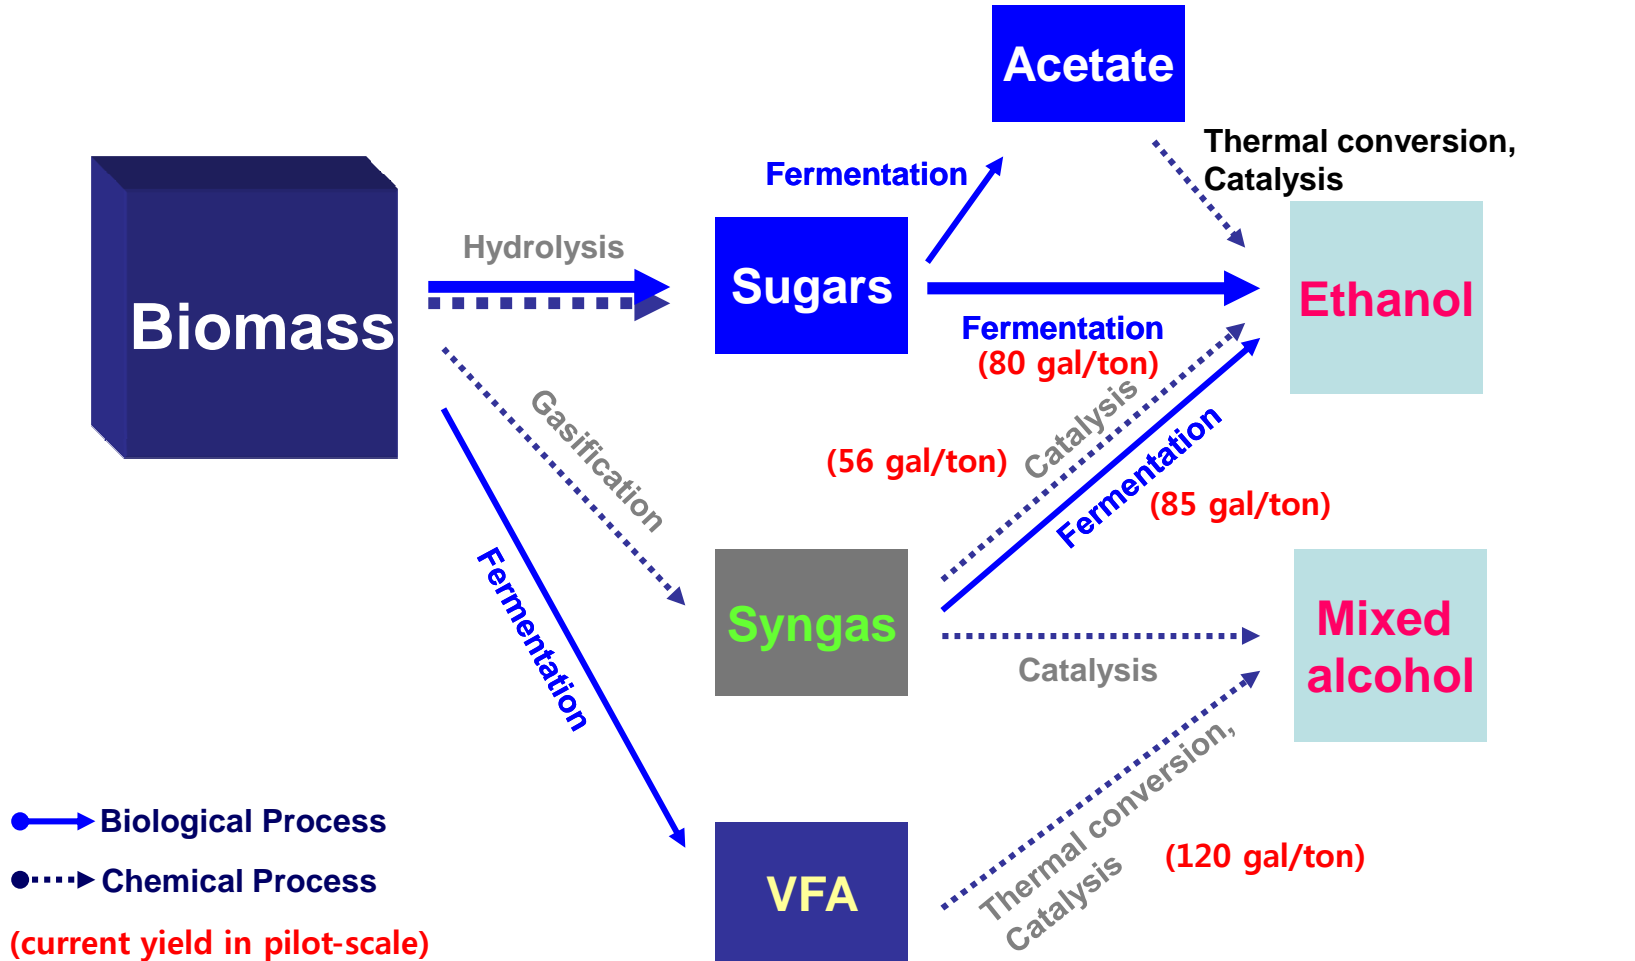 Acetate
Thermal conversion,
Catalysis
Fermentation
Hydrolysis
Sugars
Biomass
Ethanol
Fermentation
(80 gal/ton)
Gasification
Catalysis
(56 gal/ton)
Fermentation
(85 gal/ton)
Fermentation
Syngas
Catalysis
Mixed
alcohol
Thermal conversion,
Catalysis
(120 gal/ton)
VFA
Biological Process
Chemical Process
(current yield in pilot-scale)